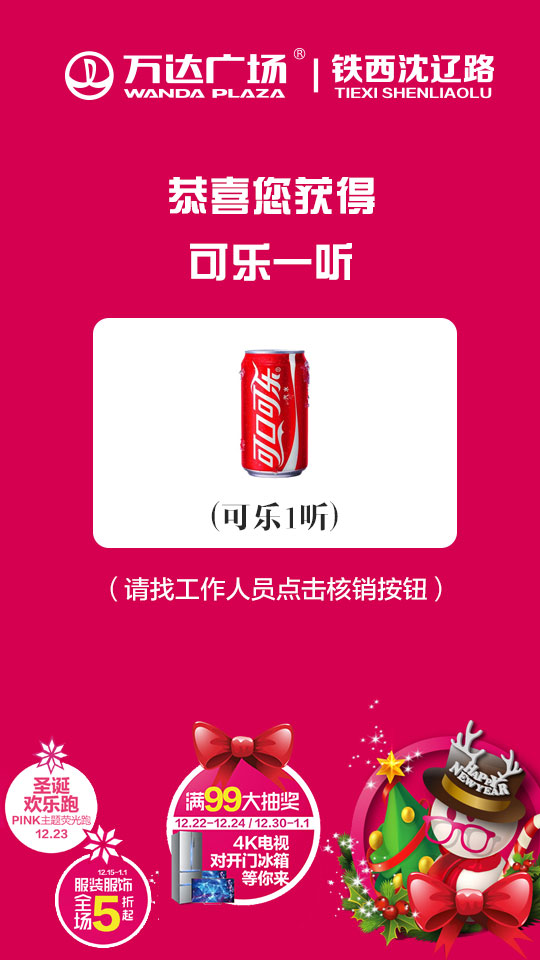 万达广场® | 铁西沈辽路
WANDA PLAZA TIEXI SHENLIAOLU
恭喜您获得
可乐一听
可口可乐®
(可乐1听)
（请找工作人员点击核销按钮）
圣诞
欢乐跑
PINK主题荧光跑
12.23
12.15-1.1
服装服饰
全场5折起
满99大抽奖
12.22-12.24 / 12.30-1.1
4K电视
对开门冰箱
等你来
HAPPY
NEW YEAR